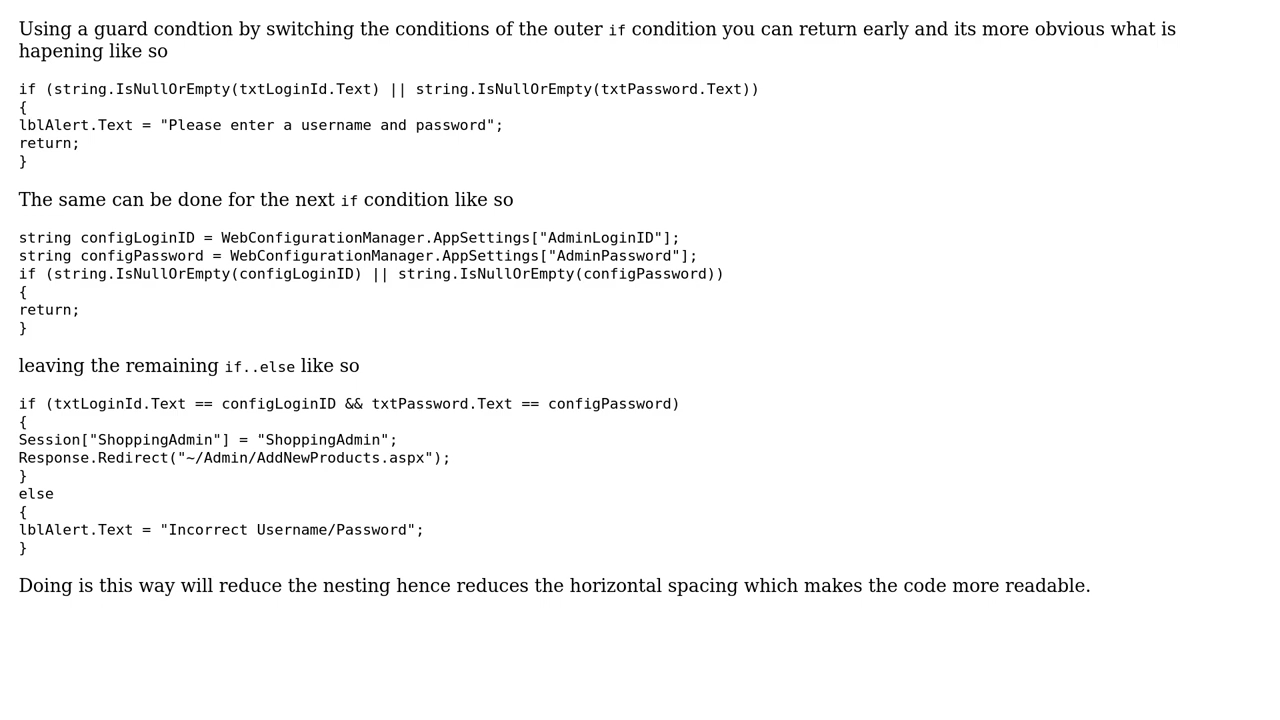 Using a guard condtion by switching the conditions of the outer if condition you can return early and its more obvious what is
hapening like so
if (string.IsNullOrEmpty(txtLoginId.Text) || string.IsNullOrEmpty(txtPassword.Text))
{
lblAlert.Text = "Please enter a username and password";
return;
}
The same can be done for the next if condition like so
string configLoginID = WebConfigurationManager.AppSettings["AdminLoginID"];
string configPassword = WebConfigurationManager.AppSettings["AdminPassword"];
if (string.IsNullOrEmpty(configLoginID) || string.IsNullOrEmpty(configPassword))
{
return;
}
leaving the remaining if..else like so
if (txtLoginId.Text == configLoginID && txtPassword.Text == configPassword)
{
Session["ShoppingAdmin"] = "ShoppingAdmin";
Response.Redirect("~/Admin/AddNewProducts.aspx");
}
else
{
lblAlert.Text = "Incorrect Username/Password";
}
Doing is this way will reduce the nesting hence reduces the horizontal spacing which makes the code more readable.